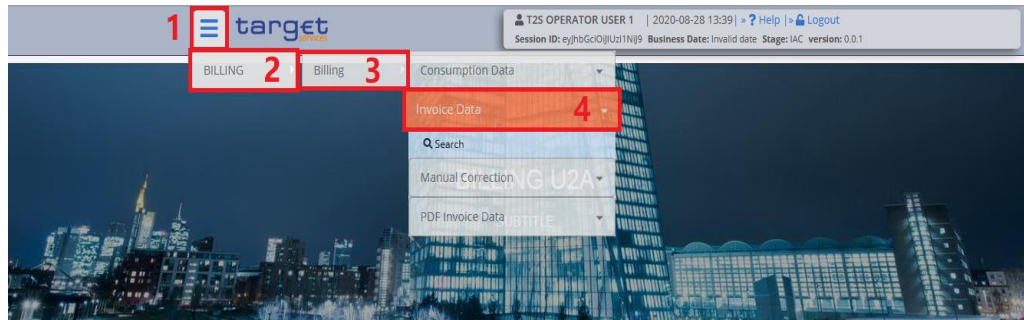 1
target
services
T2S OPERATOR USER 1 | 2020-08-28 13:39 | » ? Help | » Logout
Session ID: eyJhbGciOiJIUzI1NiJ9 Business Date: Invalid date Stage: IAC version: 0.0.1
BILLING 2 Billing 3 Consumption Data
Invoice Data 4
Search
Manual Correction
BILLING U2A
PDF Invoice Data
SUBTITLE